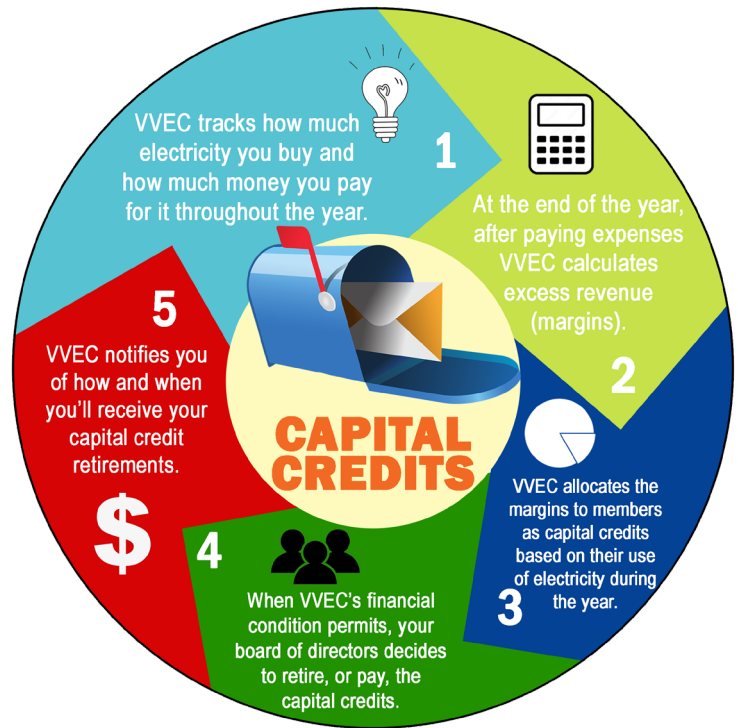 VVEC tracks how much
electricity you buy and
how much money you pay
for it throughout the year.
1
At the end of the year,
after paying expenses
VVEC calculates
excess revenue
(margins).
2
VVEC allocates the
margins to members
as capital credits
based on their use
of electricity during
the year.
3
4
When VVEC’s financial
condition permits, your
board of directors decides
to retire, or pay, the
capital credits.
5
VVEC notifies you
of how and when
you’ll receive your
capital credit
retirements.
$
CAPITAL
CREDITS